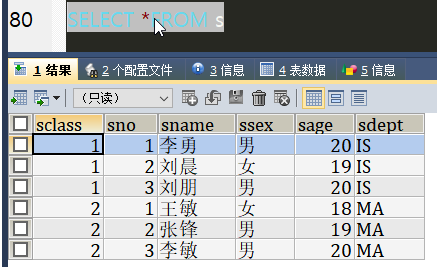 80 SELECT *FROM s
1 结果 2 个配置文件 3 信息 4 表数据 5 信息
（只读）
sclass sno sname ssex sage sdept
1 1 李勇 男 20 IS
1 2 刘晨 女 19 IS
1 3 刘朋 男 20 IS
2 1 王敏 女 18 MA
2 2 张锋 男 19 MA
2 3 李敏 男 20 MA